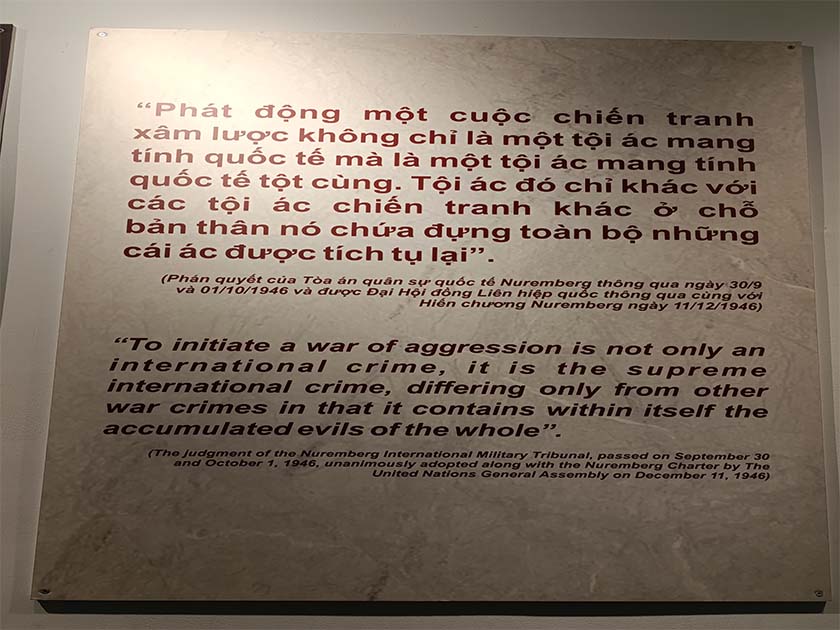 “Phát động một cuộc chiến tranh
xâm lược không chỉ là một tội ác mang
tính quốc tế mà là một tội ác mang tính
quốc tế tột cùng. Tội ác đó chỉ khác với
các tội ác chiến tranh khác ở chỗ
bản thân nó chứa đựng toàn bộ những
cái ác được tích tụ lại”.
(Phán quyết của Tòa án quân sự quốc tế Nuremberg thông qua ngày 30/9
và 01/10/1946 và được Đại Hội đồng Liên hiệp quốc thông qua cùng với
Hiến chương Nuremberg ngày 11/12/1946)
“To initiate a war of aggression is not only an
international crime, it is the supreme
international crime, differing only from other
war crimes in that it contains within itself the
accumulated evils of the whole”.
(The judgment of the Nuremberg International Military Tribunal, passed on September 30
and October 1, 1946, unanimously adopted along with the Nuremberg Charter by The
United Nations General Assembly on December 11, 1946)